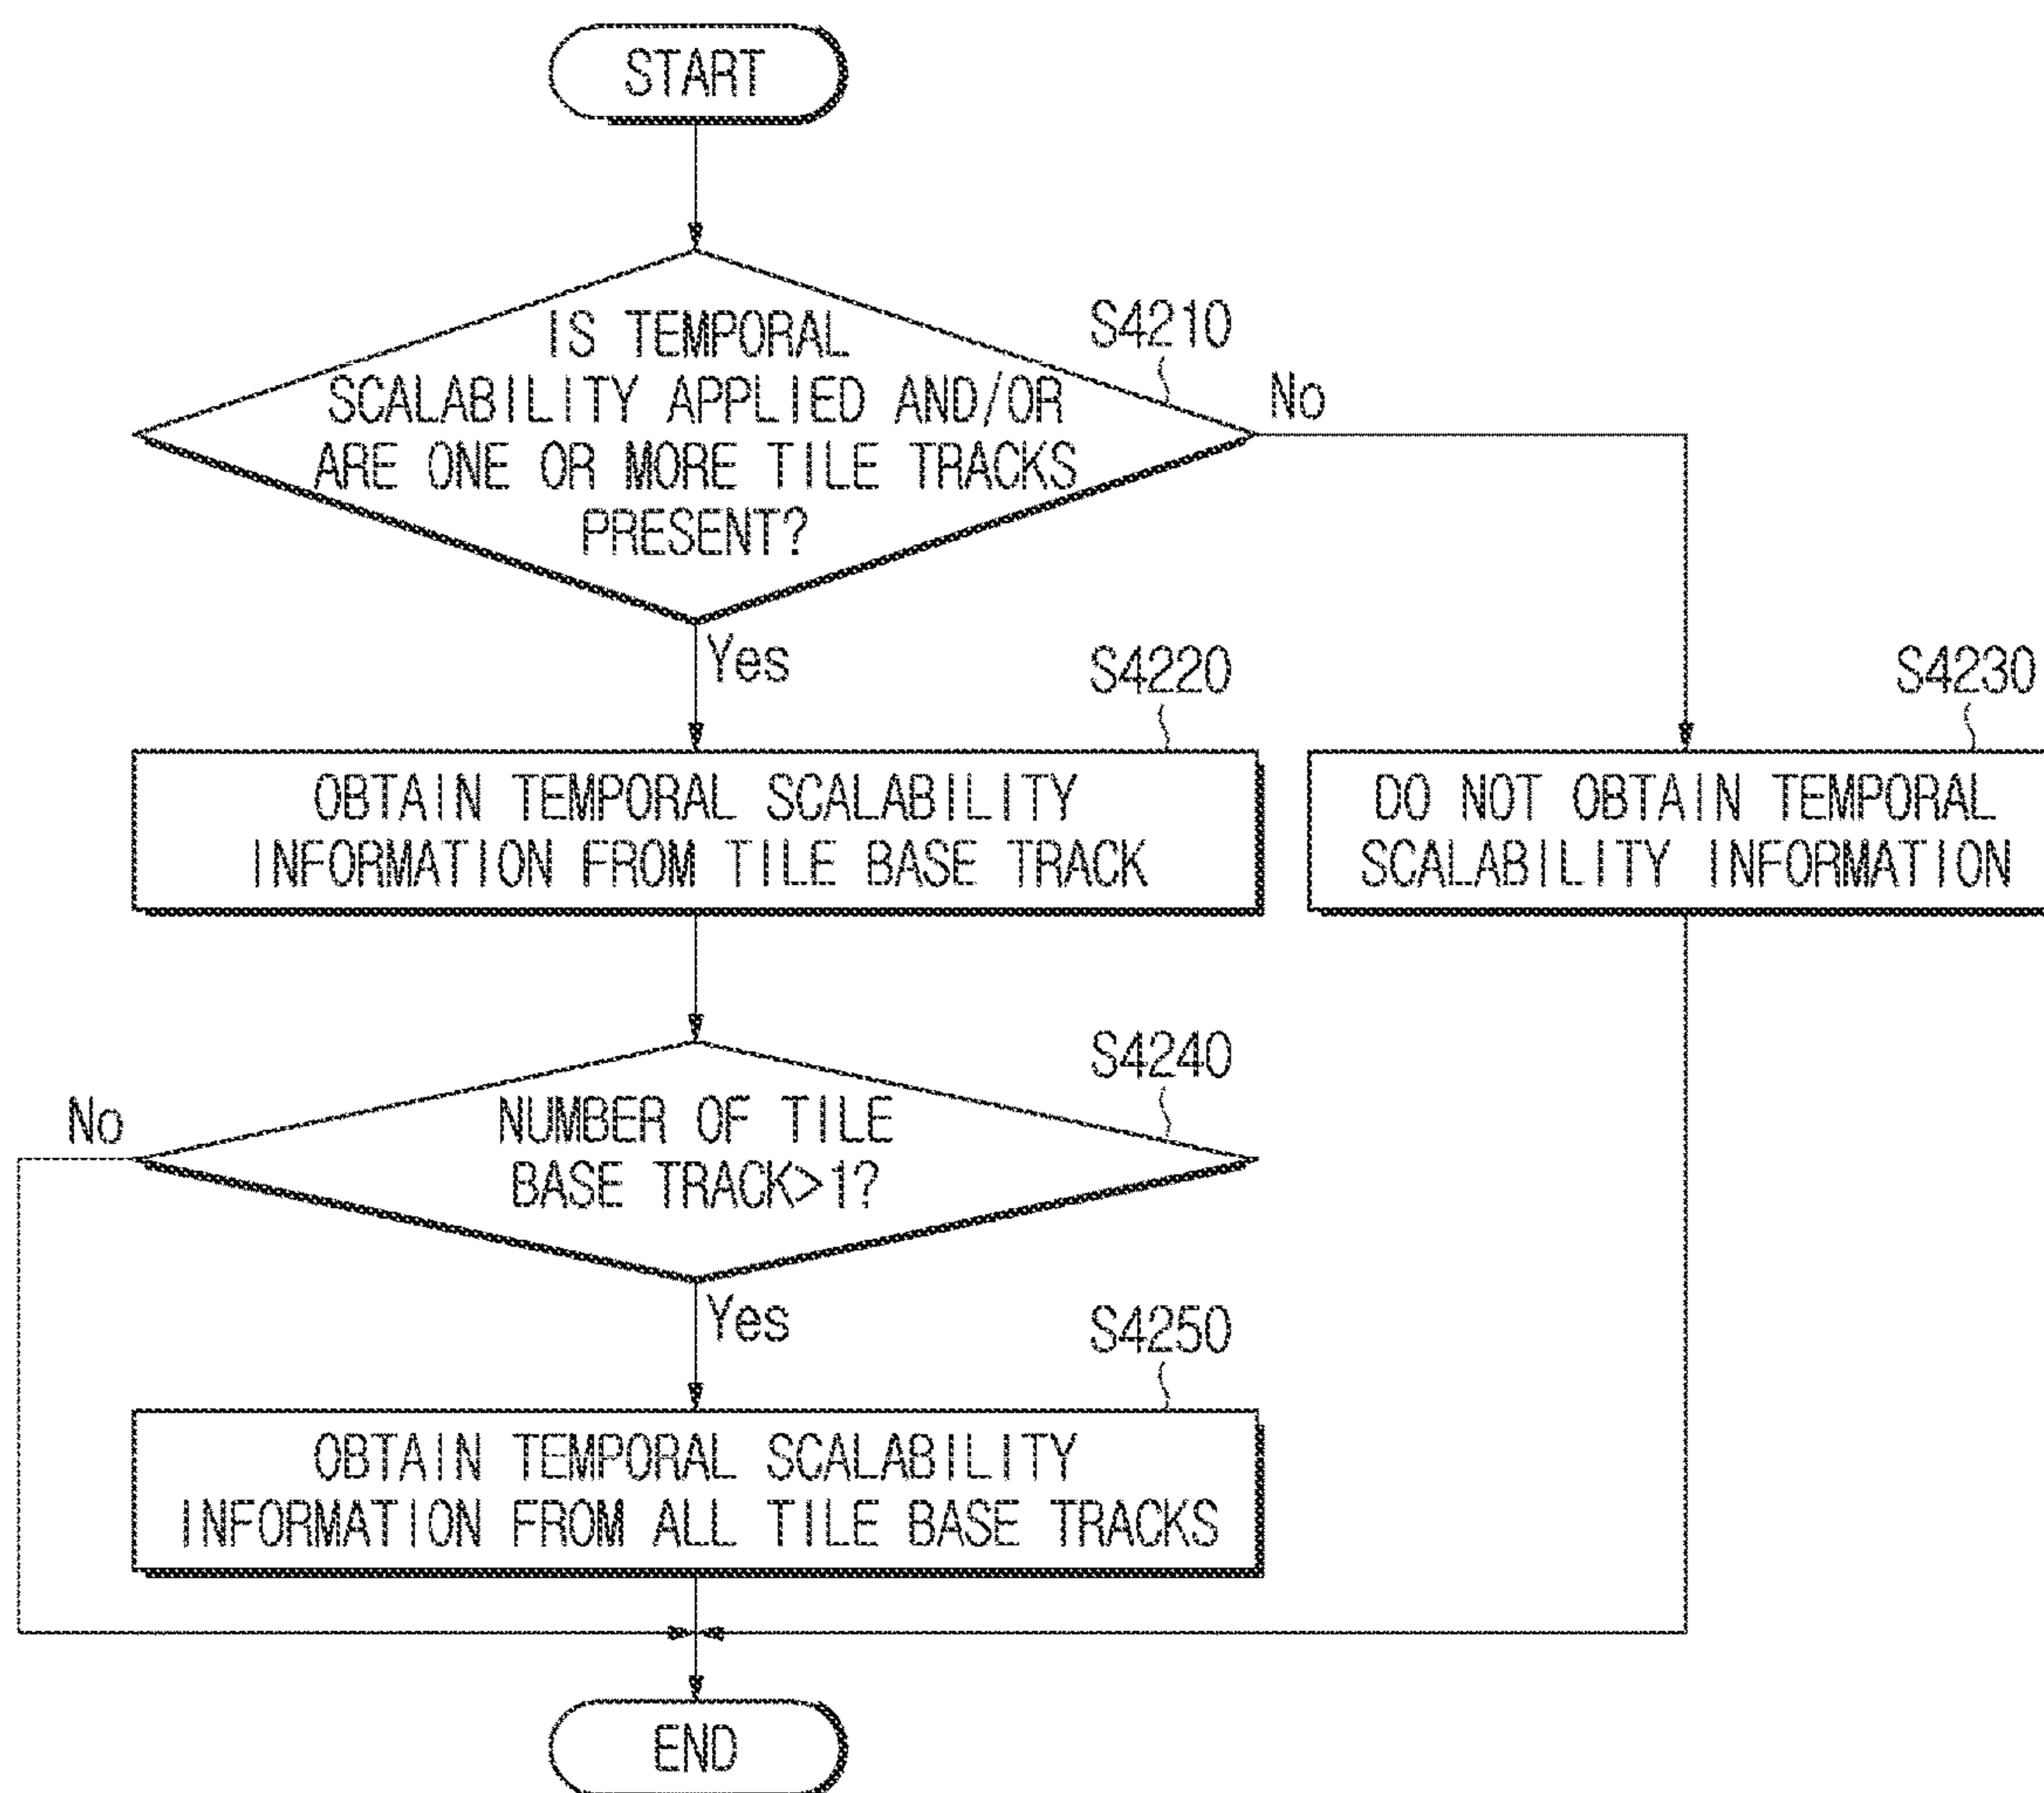 START
IS TEMPORAL
SCALABILITY APPLIED AND/OR
ARE ONE OR MORE TILE TRACKS
PRESENT?
S4210
No
Yes
S4220
S4230
OBTAIN TEMPORAL SCALABILITY
INFORMATION FROM TILE BASE TRACK
DO NOT OBTAIN TEMPORAL
SCALABILITY INFORMATION
S4240
No
NUMBER OF TILE
BASE TRACK>1?
Yes
S4250
OBTAIN TEMPORAL SCALABILITY
INFORMATION FROM ALL TILE BASE TRACKS
END